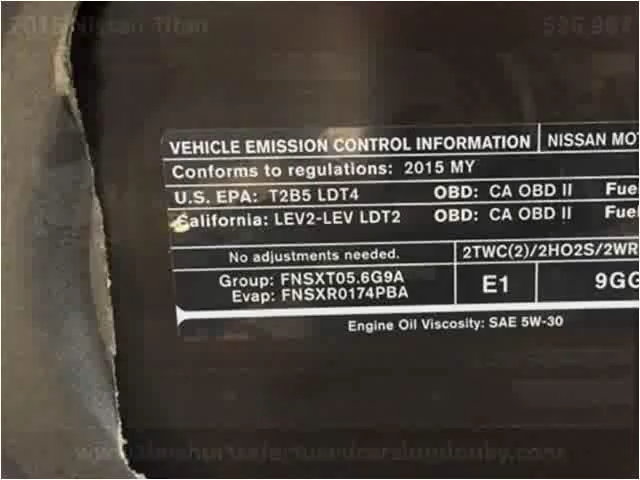 2015 Nissan Titan
VEHICLE EMISSION CONTROL INFORMATION NISSAN MO
Conforms to regulations: 2015 MY
U.S. EPA: T2B5 LDT4 OBD: CA OBD II Fue
California: LEV2-LEV LDT2 OBD: CA OBD II Fuel
No adjustments needed. 2TWC(2)/2HO2S/2WR
Group: FNSXT05.6G9A E1 9GG
Evap: FNSXR0174PBA
Engine Oil Viscosity: SAE 5W-30